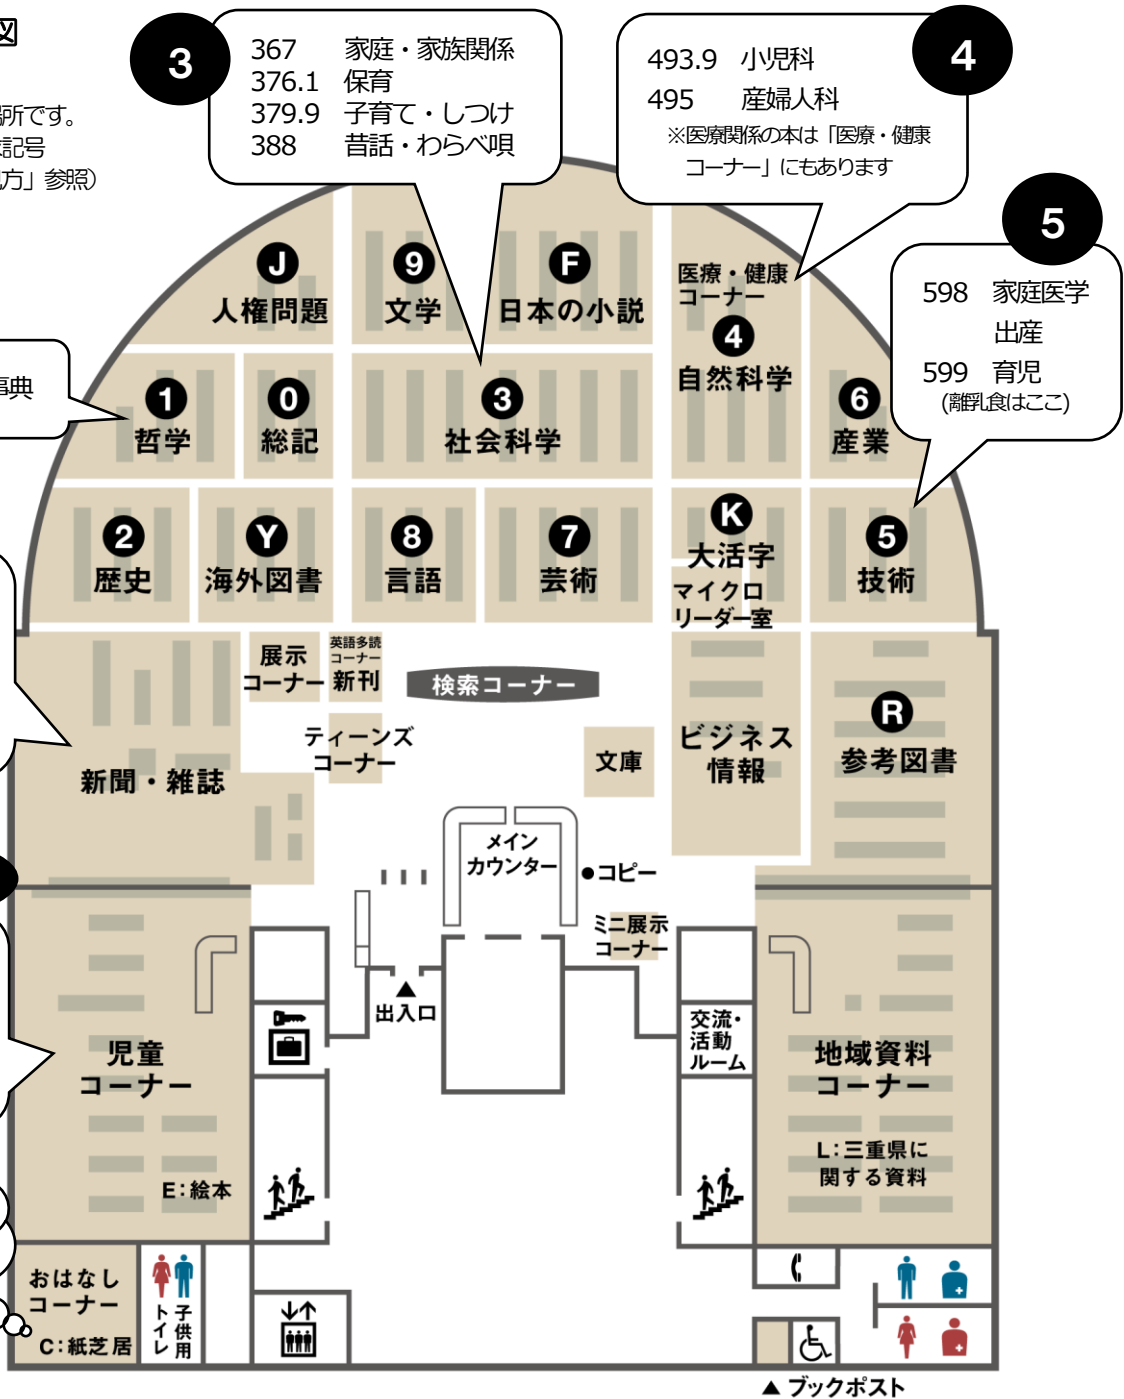 図
3
367 家庭・家族関係
376.1 保育
379.9 子育て・しつけ
388 昔話・わらべ唄
4
493.9 小児科
495 産婦人科
※医療関係の本は「医療・健康
コーナー」にもあります
5
598 家庭医学
出産
599 育児
(離乳食はここ)
所です。
記号
方」参照）
事典
J
人権問題
9
文学
F
日本の小説
医療・健康
コーナー
4
自然科学
1
哲学
0
総記
3
社会科学
6
産業
2
歴史
Y
海外図書
8
言語
7
芸術
K
大活字
マイクロ
リーダー室
5
技術
展示
コーナー
英語多読
コーナー
新刊
検索コーナー
ティーンズ
コーナー
新聞・雑誌
文庫
ビジネス
情報
R
参考図書
メイン
カウンター
●コピー
ミニ展示
コーナー
▲
出入口
交流・
活動
ルーム
児童
コーナー
E：絵本
地域資料
コーナー
L：三重県に
関する資料
おはなし
コーナー
C：紙芝居
子供用
トイレ
▲ ブックポスト